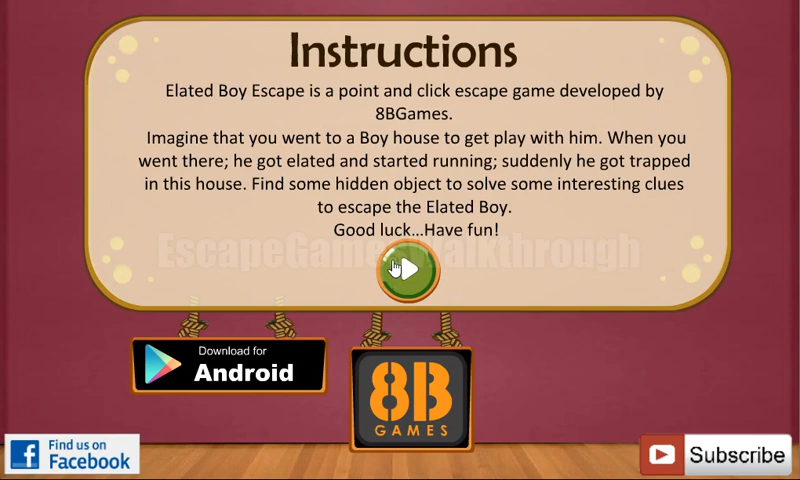 Instructions
Elated Boy Escape is a point and click escape game developed by
8BGames.
Imagine that you went to a Boy house to get play with him. When you
went there; he got elated and started running; suddenly he got trapped
in this house. Find some hidden object to solve some interesting clues
to escape the Elated Boy.
Good luck...Have fun!
EscapeGamesWalkthrough
Download for
Android
8B
GAMES
Find us on
Facebook
Subscribe